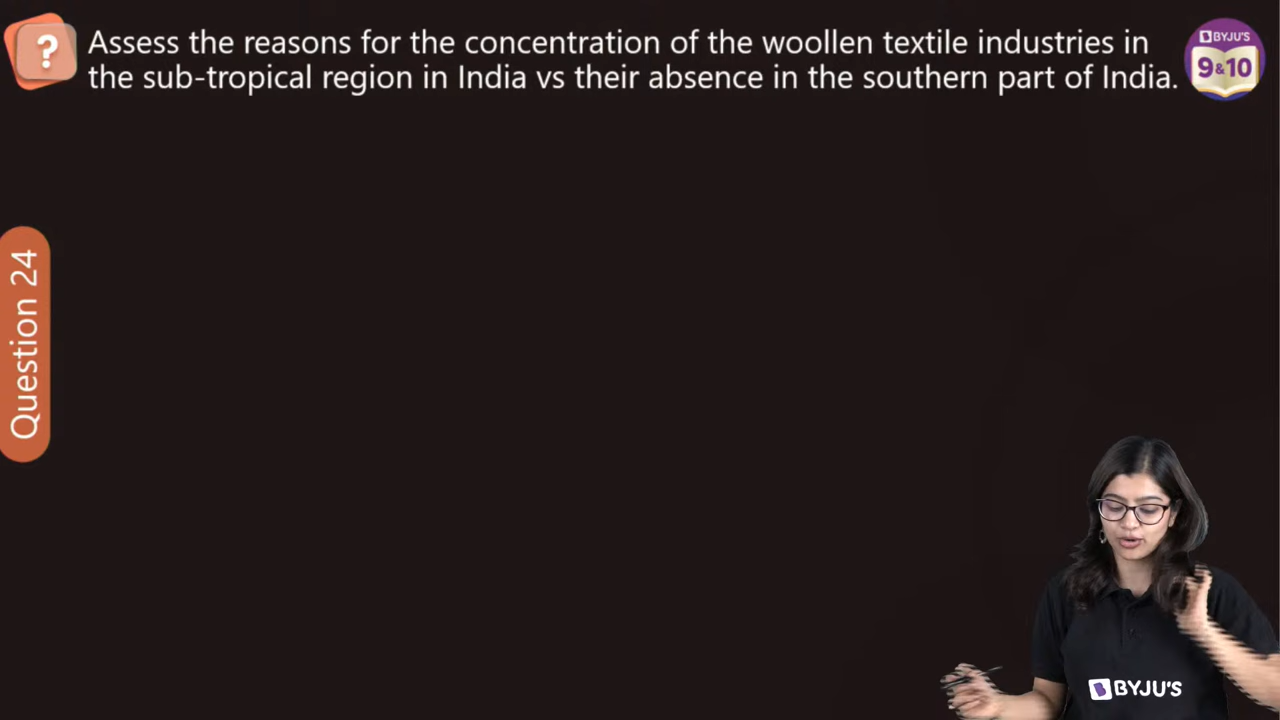 ?
Assess the reasons for the concentration of the woollen textile industries in
the sub-tropical region in India vs their absence in the southern part of India.
BYJU'S
9&10
Question 24
BYJU'S